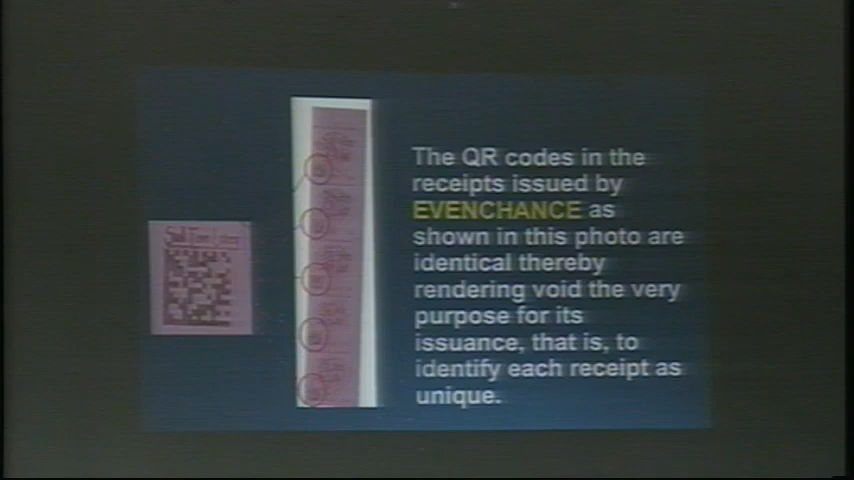 The QR codes in the
receipts issued by
EVENCHANCE as
shown in this photo are
identical thereby
rendering void the very
purpose for its
issuance, that is, to
identify each receipt as
unique.